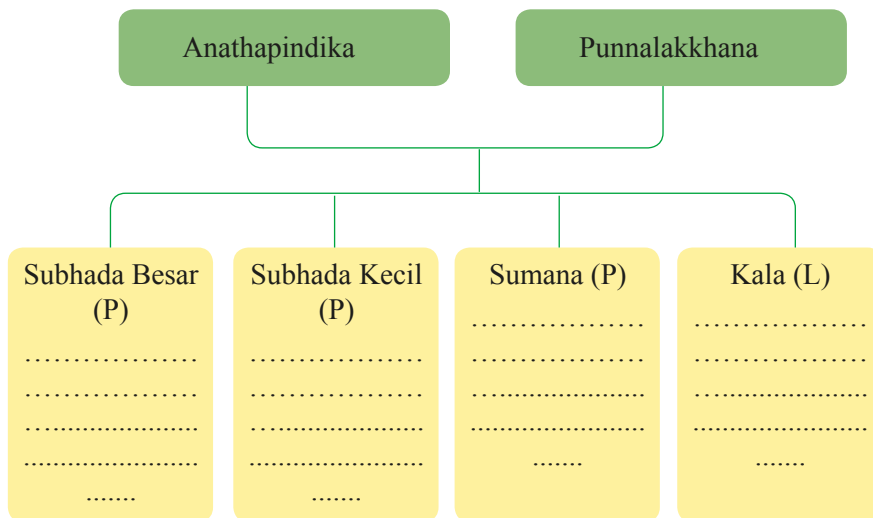 Anathapindika
Punnalakkhana
Subhada Besar
(P)
………………
………………
…......................
.........................
.......
Subhada Kecil
(P)
………………
………………
…......................
.........................
.......
Sumana (P)
………………
………………
…......................
.........................
.......
Kala (L)
………………
………………
…......................
.........................
.......